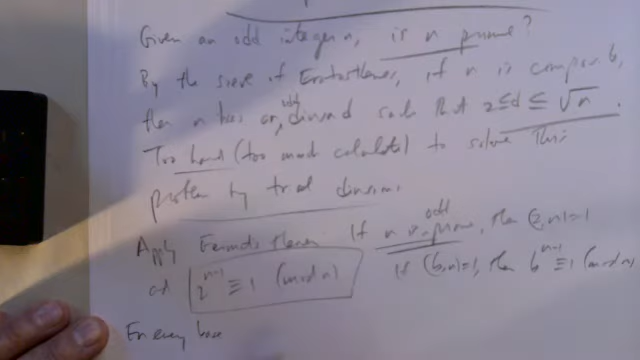 Given an odd integer n, is n prime?
By the sieve of Eratosthenes, if n is composite,
then n has an odd divisor d such that 2 ≤ d ≤ √n.
Too hard (too much calculation) to solve this
problem by trial division.
Apply Fermat's theorem If n is odd prime, then (2,n)=1
and 2^{n-1} ≡ 1 (mod n) If (b,n)=1, then b^{n-1} ≡ 1 (mod n)
For every base